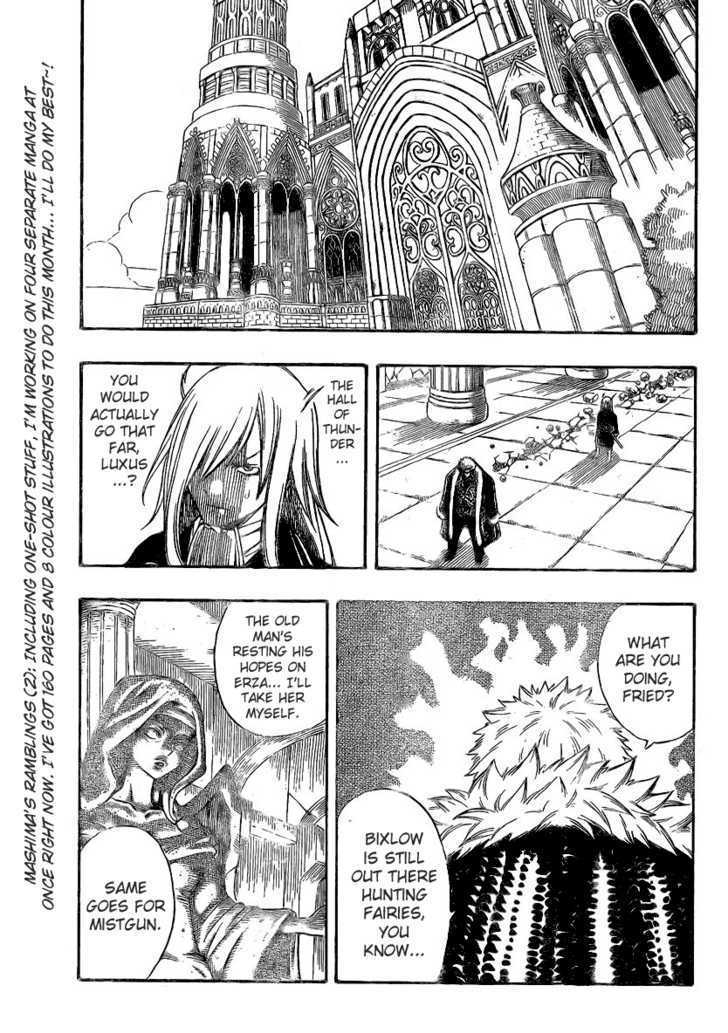 MASHIMA'S RAMBLINGS (2): INCLUDING ONE-SHOT STUFF, I'M WORKING ON FOUR SEPARATE MANGA AT
ONCE RIGHT NOW. I'VE GOT 160 PAGES AND 8 COLOUR ILLUSTRATIONS TO DO THIS MONTH... I'LL DO MY BEST~!
THE
HALL
OF
THUN-
DER
...
YOU
WOULD
ACTUALLY
GO THAT
FAR,
LUXUS
...?
WHAT
ARE YOU
DOING,
FRIED?
BIXLOW
IS STILL
OUT THERE
HUNTING
FAIRIES,
YOU
KNOW...
THE OLD
MAN'S
RESTING HIS
HOPES ON
ERZA... I'LL
TAKE HER
MYSELF.
SAME
GOES FOR
MISTGUN.